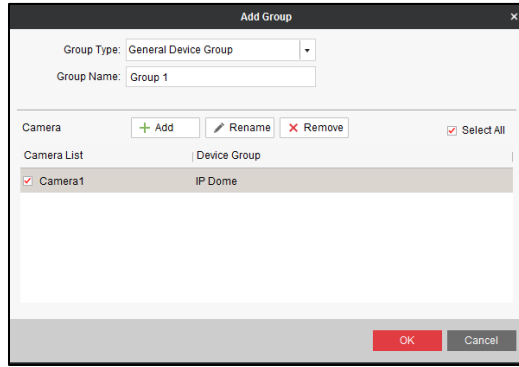 Add Group
Group Type: General Device Group
Group Name: Group 1
Camera Add Rename Remove Select All
Camera List Device Group
Camera1 IP Dome
OK Cancel